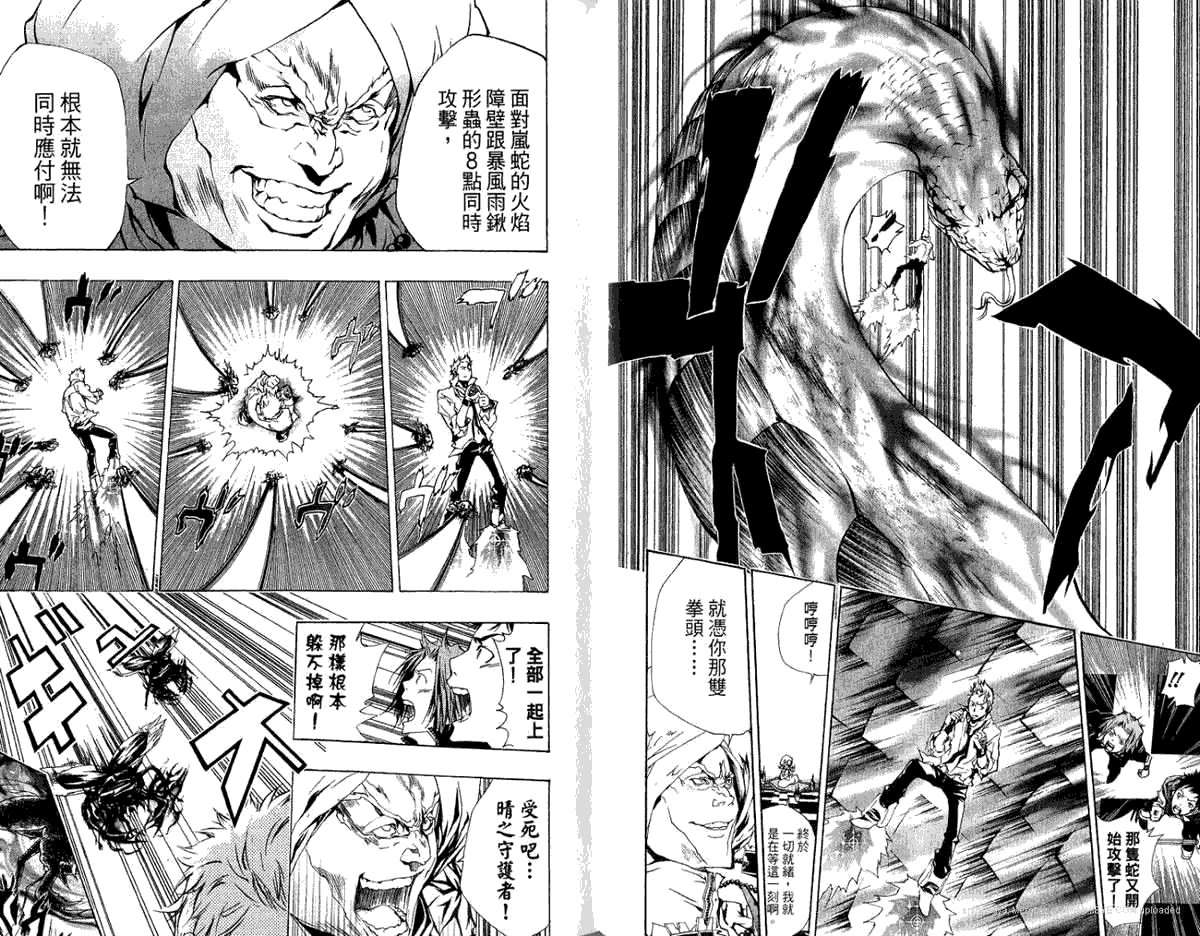 !!
那隻蛇又開
始攻擊了！
哼哼哼！
終於
一切就緒，我就
是在等這一刻啊。
就憑你那雙
拳頭……
面對嵐蛇的火焰
障壁跟暴風雨鍬
形蟲的8點同時
攻擊，
根本就無法
同時應付啊！
全部一起上
了！
那樣根本
躲不掉啊！
受死吧…
晴之守護者！